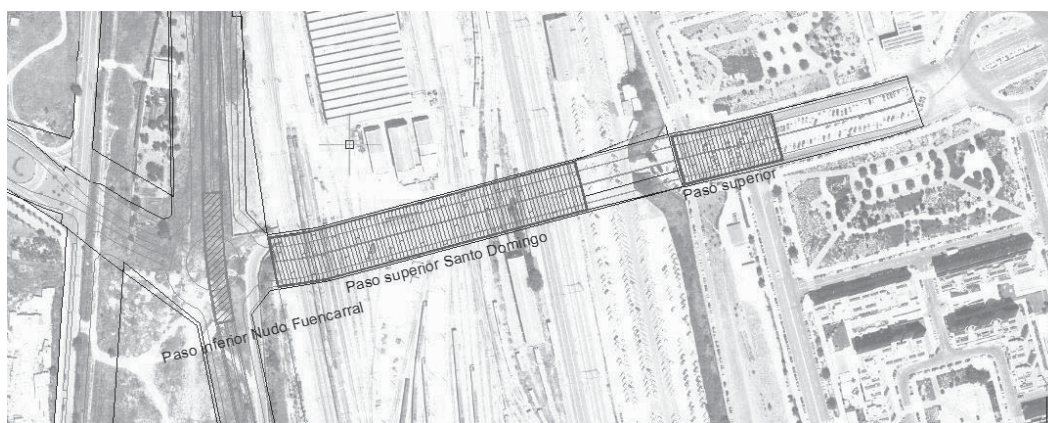 Paso superior
Paso superior Santo Domingo
Paso inferior Nudo Fuencarral